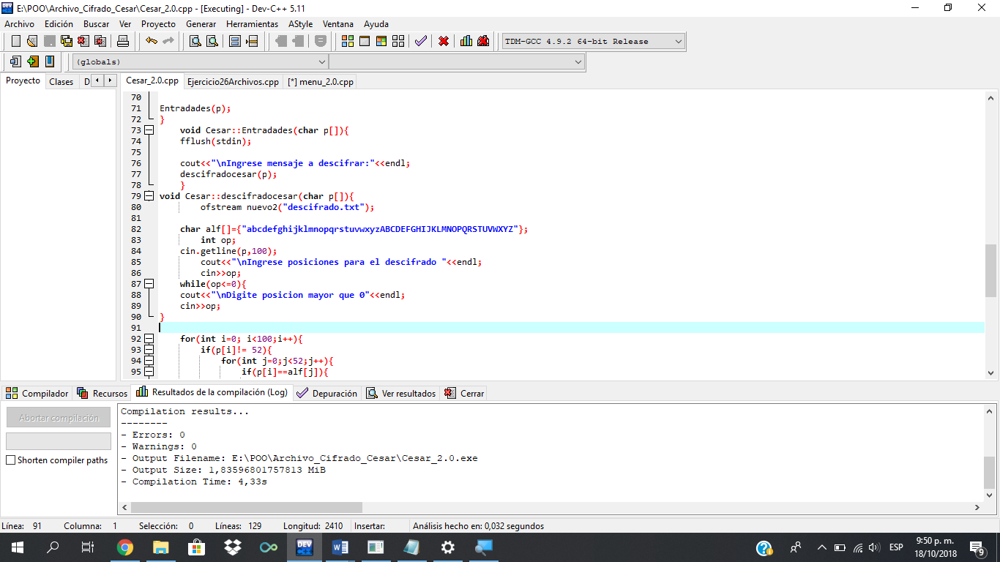 E:\POO\Archivo_Cifrado_Cesar\Cesar_2.0.cpp - [Executing] - Dev-C++ 5.11
Archivo Edición Buscar Ver Proyecto Generar Herramientas AStyle Ventana Ayuda
TDM-GCC 4.9.2 64-bit Release
(globals)
Proyecto Clases D
Cesar_2.0.cpp Ejercicio26Archivos.cpp [*] menu_2.0.cpp
70
71 Entradades(p);
72 }
73 void Cesar::Entradades(char p[]){
74 fflush(stdin);
75
76 cout<<"\nIngrese mensaje a descifrar:"<<endl;
77 descifradocesar(p);
78 }
79 void Cesar::descifradocesar(char p[]){
80 ofstream nuevo2("descifrado.txt");
81
82 char alf[]={"abcdefghijklmnopqrstuvwxyzABCDEFGHIJKLMNOPQRSTUVWXYZ"};
83 int op;
84 cin.getline(p,100);
85 cout<<"\nIngrese posiciones para el descifrado "<<endl;
86 cin>>op;
87 while(op<=0){
88 cout<<"\nDigite posicion mayor que 0"<<endl;
89 cin>>op;
90 }
91
92 for(int i=0; i<100;i++){
93 if(p[i]!= 52){
94 for(int j=0;j<52;j++){
95 if(p[i]==alf[j]){
Compilador Recursos Resultados de la compilación (Log) Depuración Ver resultados Cerrar
Abortar compilación
Shorten compiler paths
Compilation results...
--------
- Errors: 0
- Warnings: 0
- Output Filename: E:\POO\Archivo_Cifrado_Cesar\Cesar_2.0.exe
- Output Size: 1,83596801757813 MiB
- Compilation Time: 4,33s
Línea: 91 Columna: 1 Selección: 0 Líneas: 129 Longitud: 2410 Insertar: Análisis hecho en: 0,032 segundos
ESP
9:50 p. m.
18/10/2018
9